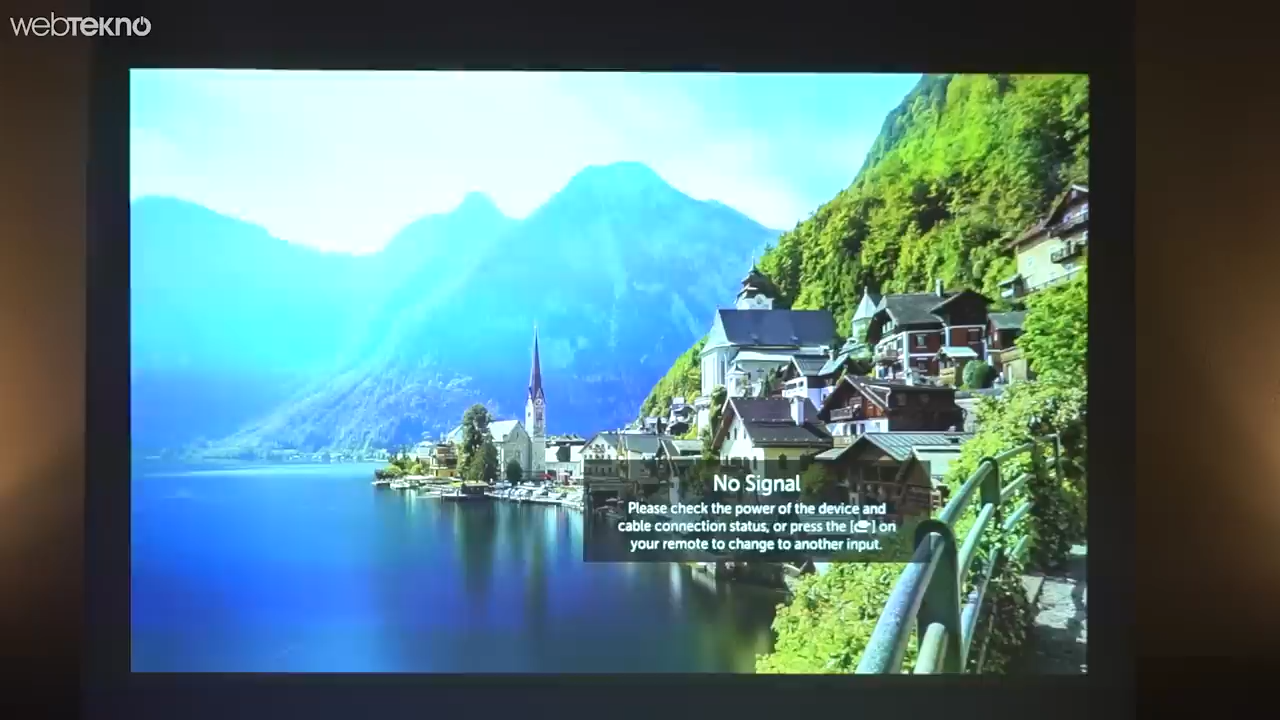 webtekno
No Signal
Please check the power of the device and
cable connection status, or press the [ ] on
your remote to change to another input.